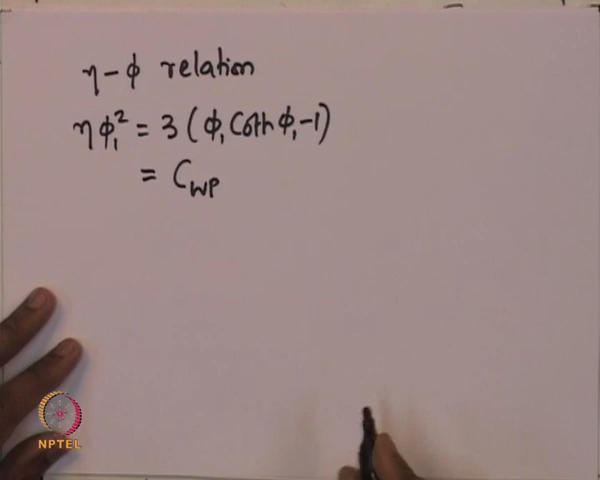 η-ϕ relation
ηϕ₁² = 3 (ϕ₁ Coth ϕ₁ -1)
= C_WP
NPTEL